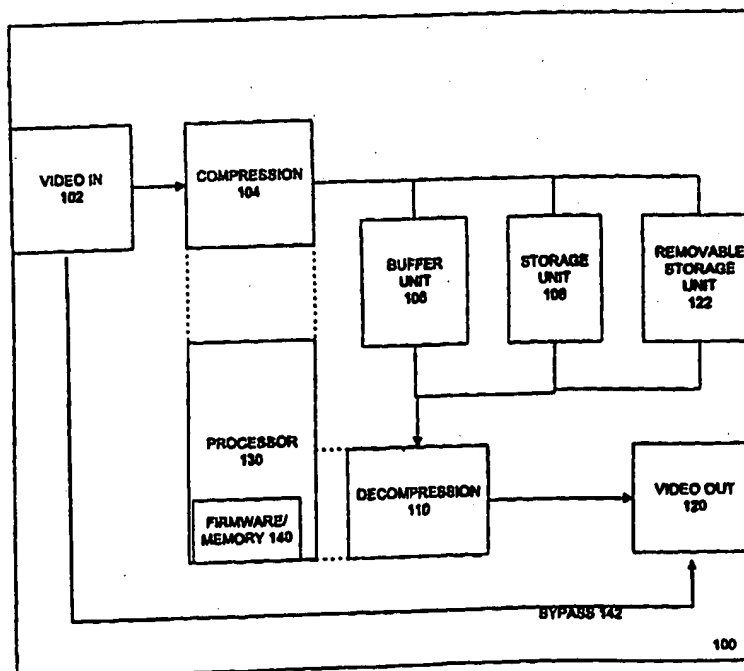 VIDEO IN
102
COMPRESSION
104
BUFFER
UNIT
106
STORAGE
UNIT
108
REMOVABLE
STORAGE
UNIT
122
PROCESSOR
130
FIRMWARE/
MEMORY 140
DECOMPRESSION
110
VIDEO OUT
120
BYPASS 142
100